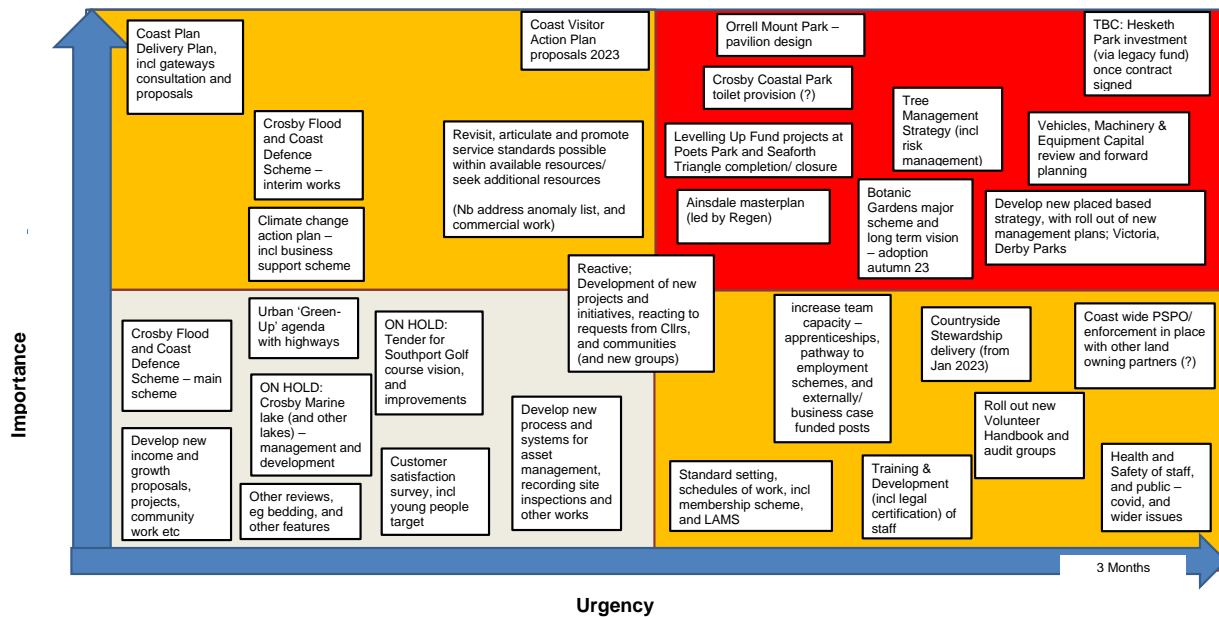 Coast Plan
Delivery Plan,
incl gateways
consultation and
proposals
Coast Visitor
Action Plan
proposals 2023
Crosby Flood
and Coast
Defence
Scheme –
interim works
Revisit, articulate and promote
service standards possible
within available resources/
seek additional resources
(Nb address anomaly list, and
commercial work)
Climate change
action plan –
incl business
support scheme
Orrell Mount Park –
pavilion design
TBC: Hesketh
Park investment
(via legacy fund)
once contract
signed
Crosby Coastal Park
toilet provision (?)
Tree
Management
Strategy (incl
risk
management)
Vehicles, Machinery &
Equipment Capital
review and forward
planning
Levelling Up Fund projects at
Poets Park and Seaforth
Triangle completion/ closure
Ainsdale masterplan
(led by Regen)
Botanic
Gardens major
scheme and
long term vision
– adoption
autumn 23
Develop new placed based
strategy, with roll out of new
management plans; Victoria,
Derby Parks
Reactive;
Development of new
projects and
initiatives, reacting to
requests from Cllrs,
and communities
(and new groups)
Urban ‘Green-
Up’ agenda
with highways
ON HOLD:
Tender for
Southport Golf
course vision,
and
improvements
Crosby Flood
and Coast
Defence
Scheme – main
scheme
ON HOLD:
Crosby Marine
lake (and other
lakes) –
management and
development
Develop new
process and
systems for
asset
management,
recording site
inspections and
other works
Develop new
income and
growth
proposals,
projects,
community
work etc
Other reviews,
eg bedding, and
other features
Customer
satisfaction
survey, incl
young people
target
increase team
capacity –
apprenticeships,
pathway to
employment
schemes, and
externally/
business case
funded posts
Countryside
Stewardship
delivery (from
Jan 2023)
Coast wide PSPO/
enforcement in place
with other land
owning partners (?)
Roll out new
Volunteer
Handbook and
audit groups
Standard setting,
schedules of work, incl
membership scheme,
and LAMS
Training &
Development
(incl legal
certification) of
staff
Health and
Safety of staff,
and public –
covid, and
wider issues
3 Months
Importance
Urgency